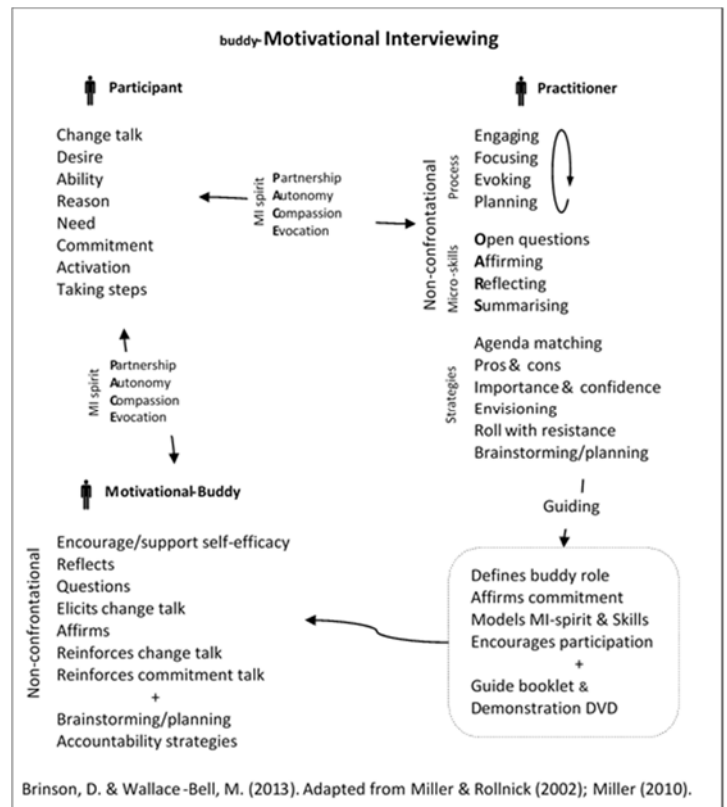 buddy-Motivational Interviewing
Participant
Change talk
Desire
Ability
Reason
Need
Commitment
Activation
Taking steps
MI spirit
Partnership
Autonomy
Compassion
Evocation
Practitioner
Non-confrontational
Process
Engaging
Focusing
Evoking
Planning
Micro-skills
Open questions
Affirming
Reflecting
Summarising
Strategies
Agenda matching
Pros & cons
Importance & confidence
Envisioning
Roll with resistance
Brainstorming/planning
Guiding
Defines buddy role
Affirms commitment
Models MI-spirit & Skills
Encourages participation
+
Guide booklet &
Demonstration DVD
MI spirit
Partnership
Autonomy
Compassion
Evocation
Motivational-Buddy
Non-confrontational
Encourage/support self-efficacy
Reflects
Questions
Elicits change talk
Affirms
Reinforces change talk
Reinforces commitment talk
+
Brainstorming/planning
Accountability strategies
Brinson, D. & Wallace-Bell, M. (2013). Adapted from Miller & Rollnick (2002); Miller (2010).